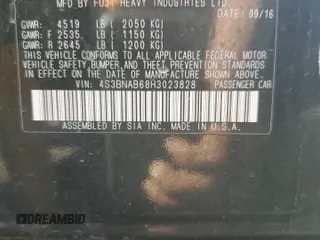 MFD BY FUJI HEAVY INDUSTRIES LTD.
DATE: 09/16
GVWR: 4519 LB ( 2050 KG)
GAWR: F 2535 LB ( 1150 KG)
GAWR: R 2645 LB ( 1200 KG)
THIS VEHICLE CONFORMS TO ALL APPLICABLE FEDERAL MOTOR
VEHICLE SAFETY, BUMPER, AND THEFT PREVENTION STANDARDS
IN EFFECT ON THE DATE OF MANUFACTURE SHOWN ABOVE.
VIN: 4S3BNAB68H3023828 PASSENGER CAR
ASSEMBLED BY SIA INC. MADE IN U.S.A.
DREAMBID